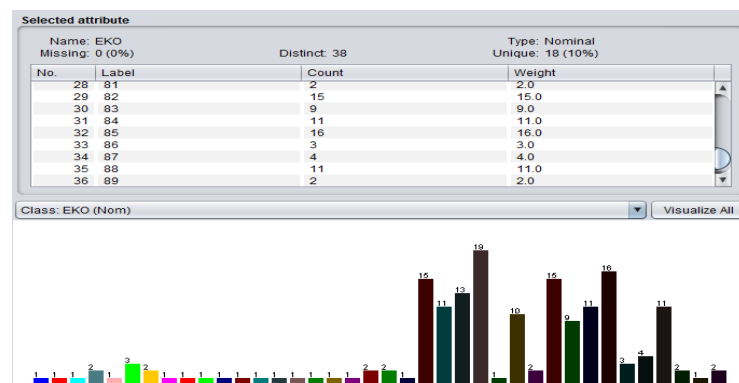 Selected attribute
Name: EKO Type: Nominal
Missing: 0 (0%) Distinct: 38 Unique: 18 (10%)
No. Label Count Weight
28 81 2 2.0
29 82 15 15.0
30 83 9 9.0
31 84 11 11.0
32 85 16 16.0
33 86 3 3.0
34 87 4 4.0
35 88 11 11.0
36 89 2 2.0
Class: EKO (Nom) Visualize All
1 1 1 2 1 3 2 1 1 1 1 1 1 1 1 1 1 1 2 2 1 15 11 13 19 1 10 2 15 9 11 16 3 4 11 2 1 2